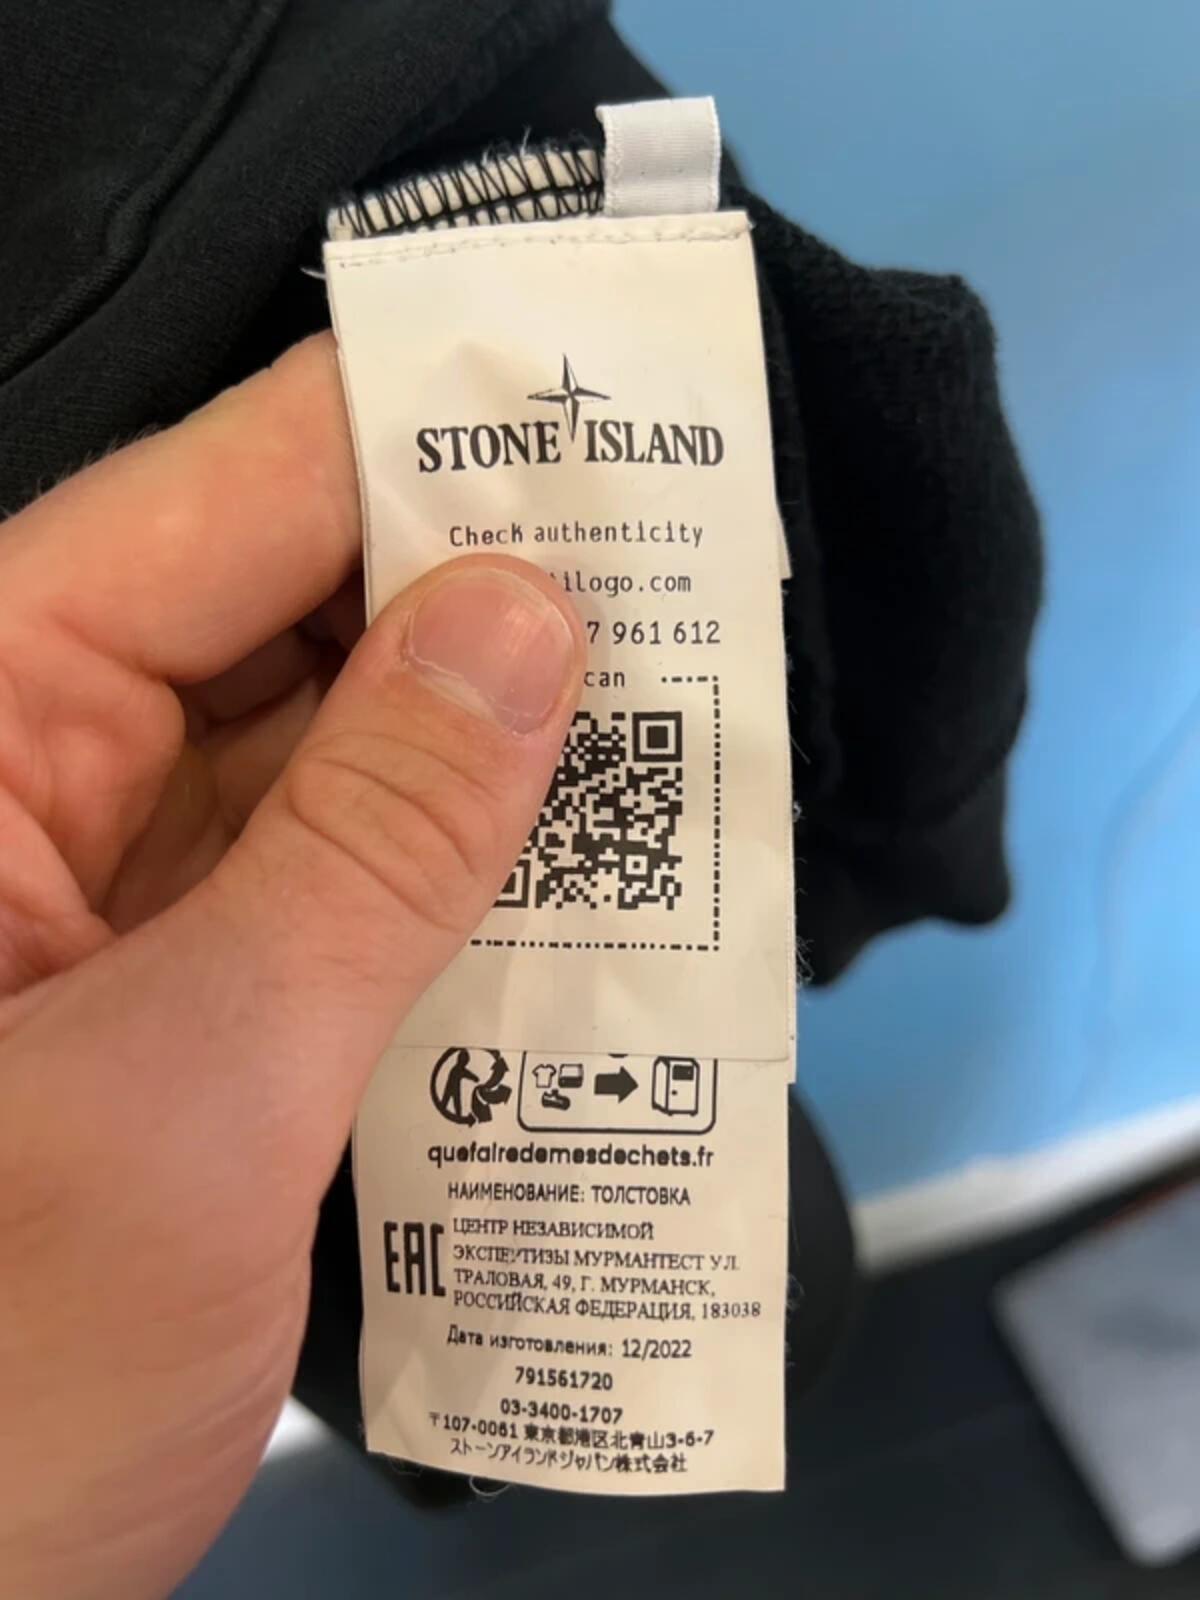 STONE ISLAND
Check authenticity
ilogo.com
7 961 612
can
quefairedemesdechets.fr
НАИМЕНОВАНИЕ: ТОЛСТОВКА
EAC
ЦЕНТР НЕЗАВИСИМОЙ
ЭКСПЕРТИЗЫ МУРМАНТЕСТ УЛ.
ТРАЛОВАЯ, 49, Г. МУРМАНСК,
РОССИЙСКАЯ ФЕДЕРАЦИЯ, 183038
Дата изготовления: 12/2022
791561720
03-3400-1707
〒107-0061 東京都港区北青山3-6-7
ストーンアイランドジャパン株式会社